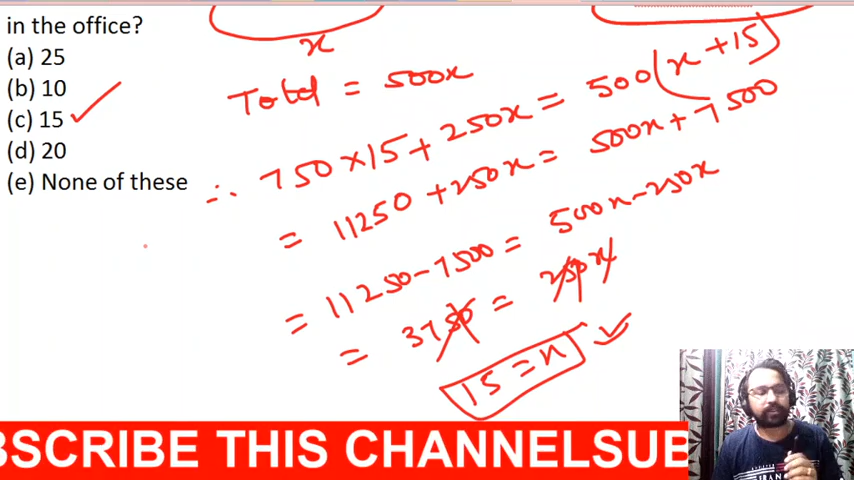 in the office?
(a) 25
(b) 10
(c) 15
(d) 20
(e) None of these
x
Total = 500x = 500(x+15)
∴ 750×15+250x = 500x+7500
= 11250+250x = 500x-250x
= 11250-7500 =
= 3750 = 250x
15 = x
BSCRIBE THIS CHANNELSUB